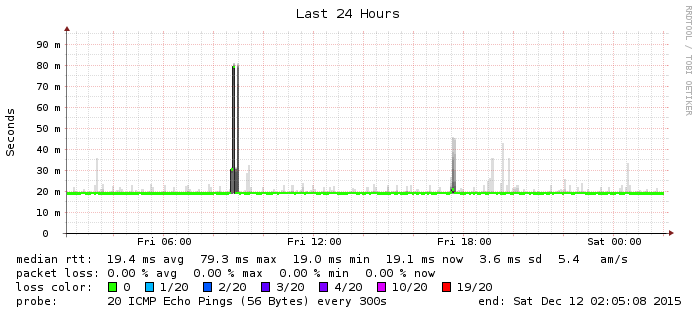 Last 24 Hours
RRDTOOL / TOBI OETIKER
Seconds
90 m
80 m
70 m
60 m
50 m
40 m
30 m
20 m
10 m
0
Fri 06:00 Fri 12:00 Fri 18:00 Sat 00:00
median rtt: 19.4 ms avg 79.3 ms max 19.0 ms min 19.1 ms now 3.6 ms sd 5.4 am/s
packet loss: 0.00 % avg 0.00 % max 0.00 % min 0.00 % now
loss color: 0 1/20 2/20 3/20 4/20 10/20 19/20
probe: 20 ICMP Echo Pings (56 Bytes) every 300s end: Sat Dec 12 02:05:08 2015